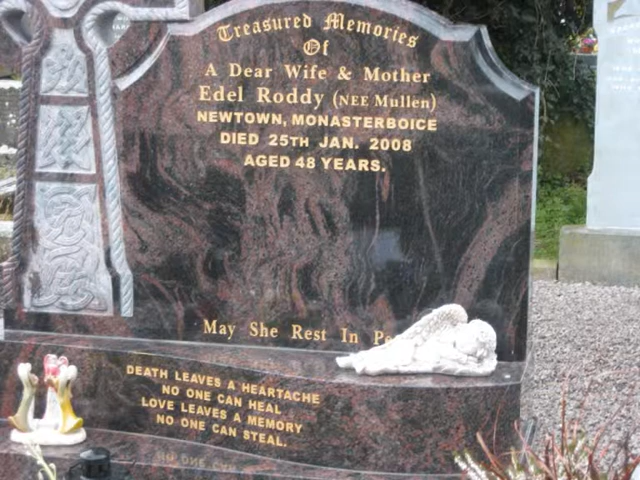 Treasured Memories
Of
A Dear Wife & Mother
Edel Roddy (NEE Mullen)
NEWTOWN, MONASTERBOICE
DIED 25TH JAN. 2008
AGED 48 YEARS.
May She Rest In Pe
DEATH LEAVES A HEARTACHE
NO ONE CAN HEAL
LOVE LEAVES A MEMORY
NO ONE CAN STEAL.